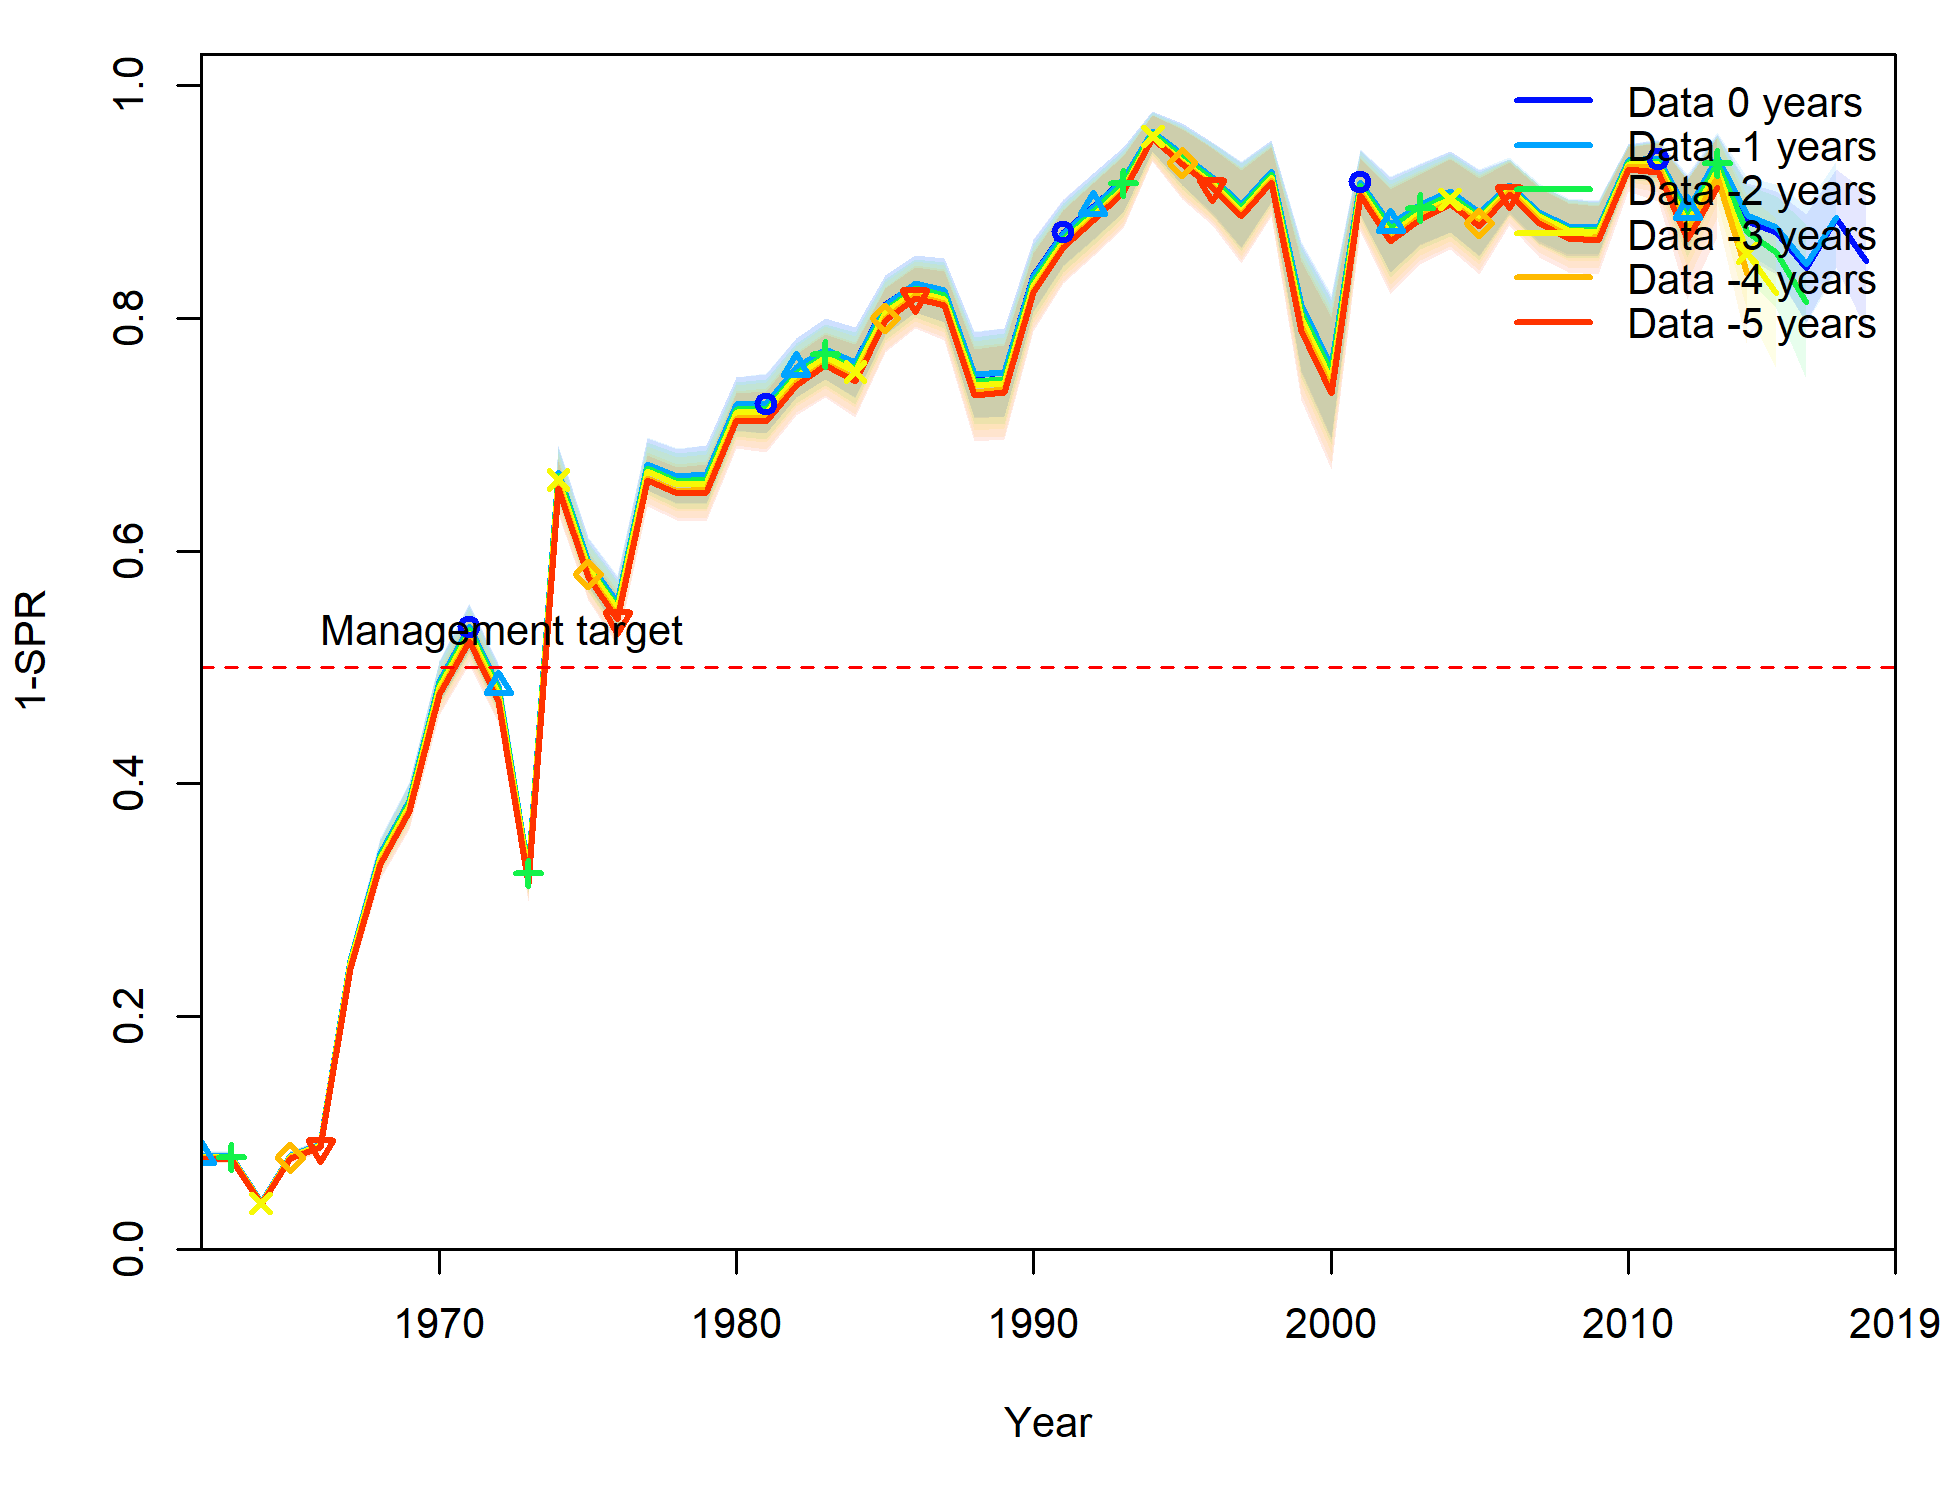 1.0
0.8
0.6
0.4
0.2
0.0
1-SPR
Data 0 years
Data -1 years
Data -2 years
Data -3 years
Data -4 years
Data -5 years
Management target
1970 1980 1990 2000 2010 2019
Year